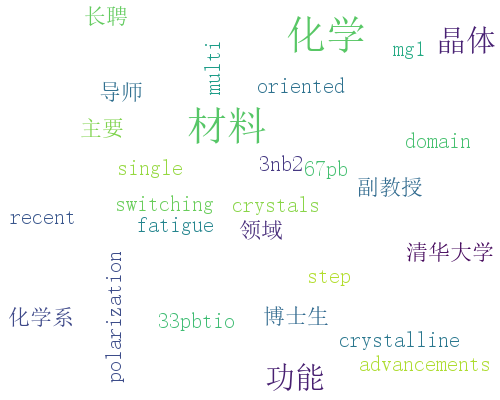 长聘
化学
晶体
multi
mgl
导师
oriented
材料
主要
domain
single
3nb2
67pb
副教授
switching
crystals
recent
fatigue
领域
清华大学
polarization
step
化学系
33pbtio
博士生
crystalline
功能
advancements